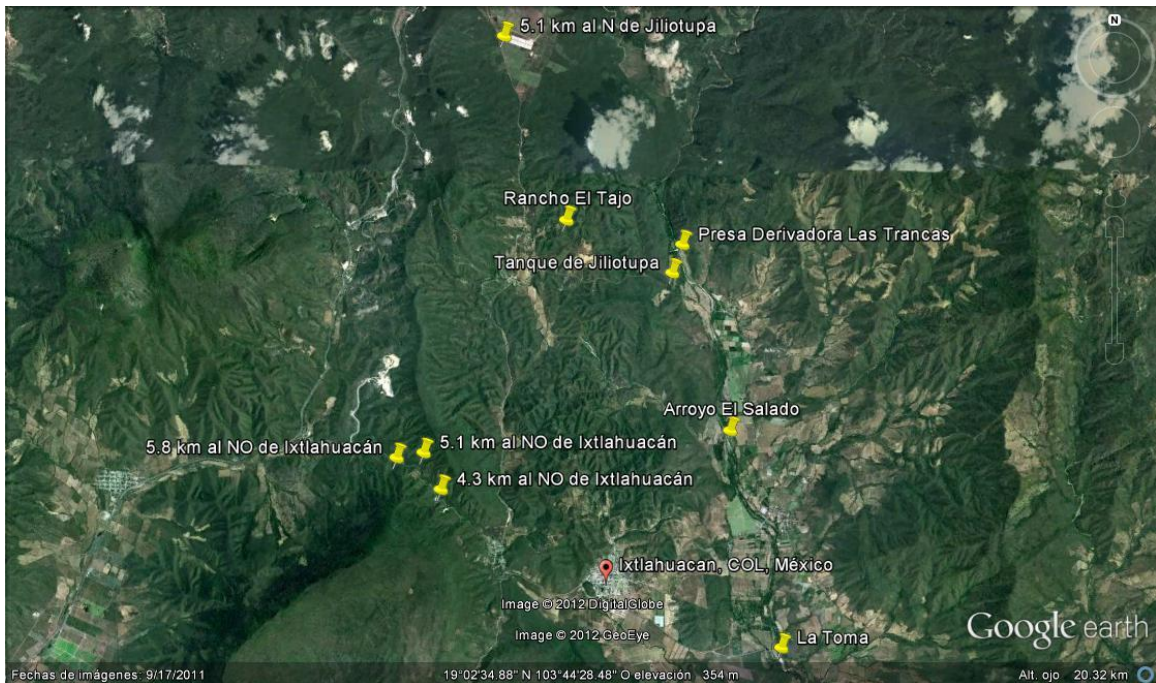 5.1 km al N de Jiliotupa
N
Rancho El Tajo
Presa Derivadora Las Trancas
Tanque de Jiliotupa
Arroyo El Salado
5.8 km al NO de Ixtlahuacán
5.1 km al NO de Ixtlahuacán
4.3 km al NO de Ixtlahuacán
Ixtlahuacan, COL, México
Image © 2012 DigitalGlobe
Image © 2012 GeoEye
Google earth
La Toma
Fechas de imágenes: 9/17/2011 19°02'34.88" N 103°44'28.48" O elevación 354 m Alt. ojo 20.32 km